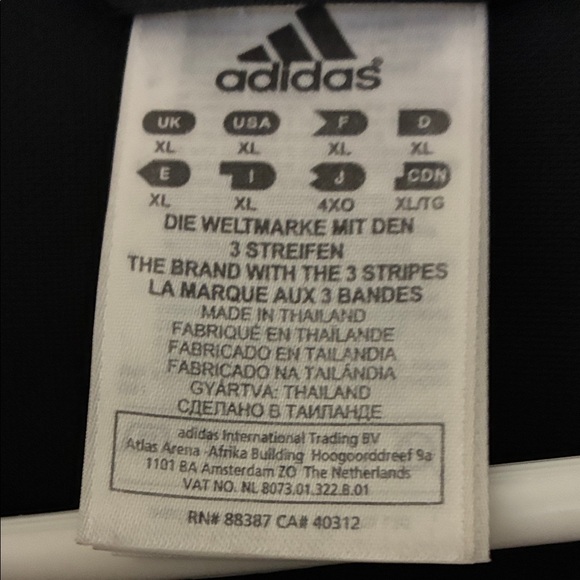 adidas®
UK USA F D
XL XL XL XL
E I J CDN
XL XL 4XO XL/TG
DIE WELTMARKE MIT DEN
3 STREIFEN
THE BRAND WITH THE 3 STRIPES
LA MARQUE AUX 3 BANDES
MADE IN THAILAND
FABRIQUÉ EN THAÏLANDE
FABRICADO EN TAILANDIA
FABRICADO NA TAILÂNDIA
GYÁRTVA: THAILAND
СДЕЛАНО В ТАИЛАНДЕ
adidas International Trading BV
Atlas Arena -Afrika Building Hoogoorddreef 9a
1101 BA Amsterdam ZO The Netherlands
VAT NO. NL 8073.01.322.B.01
RN# 88387 CA# 40312